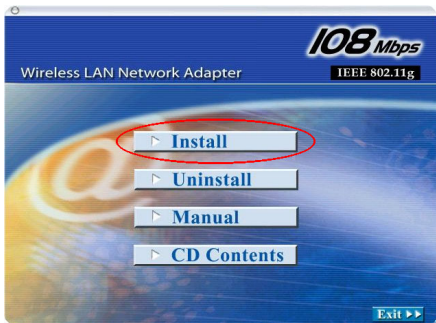 108 Mbps
Wireless LAN Network Adapter
IEEE 802.11g
Install
Uninstall
Manual
CD Contents
Exit